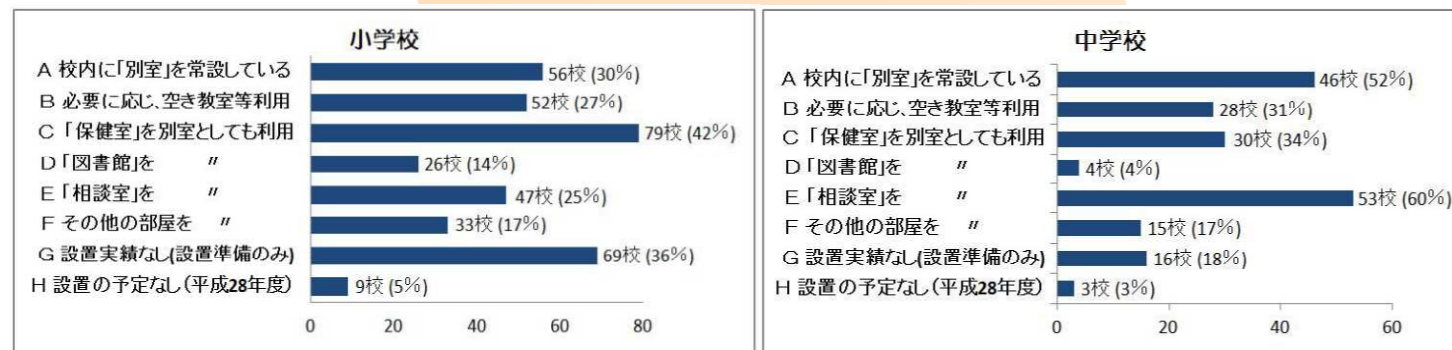 小学校
A 校内に「別室」を常設している 56校 (30%)
B 必要に応じ、空き教室等利用 52校 (27%)
C 「保健室」を別室としても利用 79校 (42%)
D 「図書館」を 〃 26校 (14%)
E 「相談室」を 〃 47校 (25%)
F その他の部屋を 〃 33校 (17%)
G 設置実績なし(設置準備のみ) 69校 (36%)
H 設置の予定なし(平成28年度) 9校 (5%)
0 20 40 60 80
中学校
A 校内に「別室」を常設している 46校 (52%)
B 必要に応じ、空き教室等利用 28校 (31%)
C 「保健室」を別室としても利用 30校 (34%)
D 「図書館」を 〃 4校 (4%)
E 「相談室」を 〃 53校 (60%)
F その他の部屋を 〃 15校 (17%)
G 設置実績なし(設置準備のみ) 16校 (18%)
H 設置の予定なし(平成28年度) 3校 (3%)
0 20 40 60